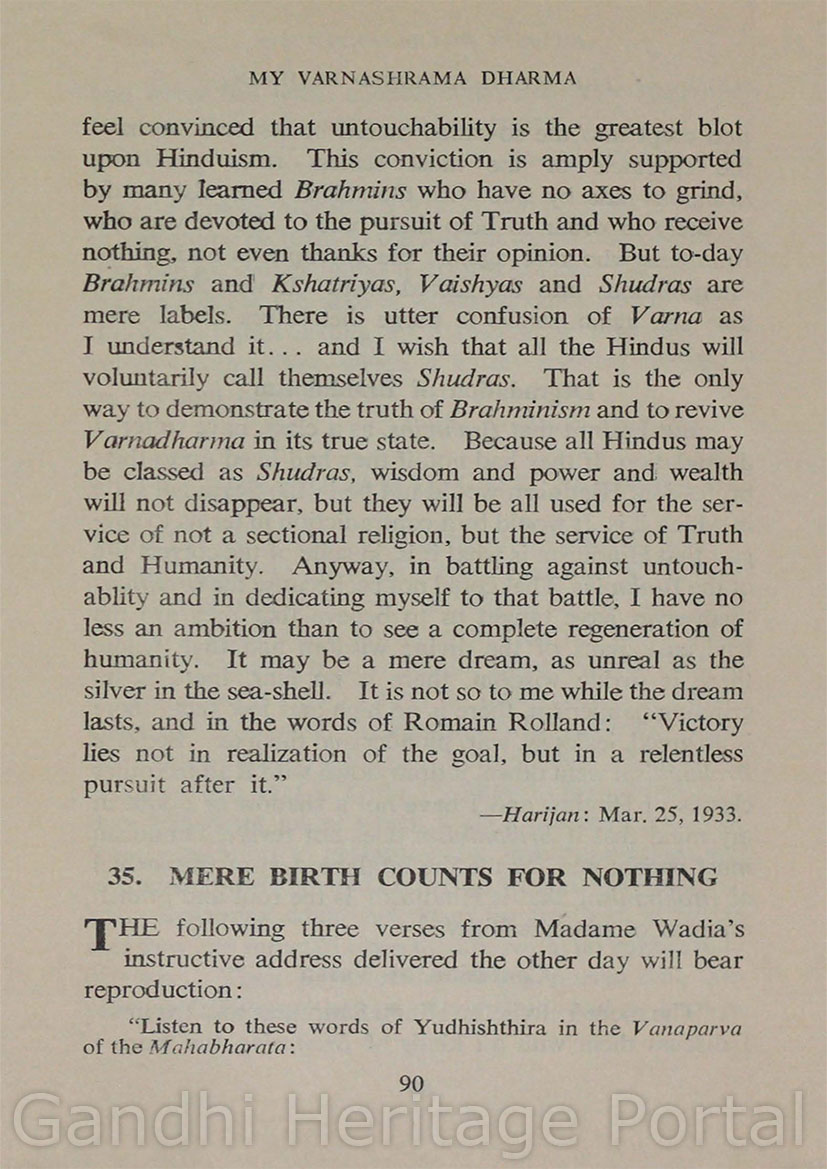 MY VARNASHRAMA DHARMA
feel convinced that untouchability is the greatest blot
upon Hinduism. This conviction is amply supported
by many learned Brahmins who have no axes to grind,
who are devoted to the pursuit of Truth and who receive
nothing, not even thanks for their opinion. But to-day
Brahmins and Kshatriyas, Vaishyas and Shudras are
mere labels. There is utter confusion of Varna as
I understand it... and I wish that all the Hindus will
voluntarily call themselves Shudras. That is the only
way to demonstrate the truth of Brahminism and to revive
Varnadharma in its true state. Because all Hindus may
be classed as Shudras, wisdom and power and wealth
will not disappear, but they will be all used for the ser-
vice of not a sectional religion, but the service of Truth
and Humanity. Anyway, in battling against untouch-
ablity and in dedicating myself to that battle, I have no
less an ambition than to see a complete regeneration of
humanity. It may be a mere dream, as unreal as the
silver in the sea-shell. It is not so to me while the dream
lasts, and in the words of Romain Rolland: "Victory
lies not in realization of the goal, but in a relentless
pursuit after it."
—Harijan: Mar. 25, 1933.
35. MERE BIRTH COUNTS FOR NOTHING
THE following three verses from Madame Wadia's
instructive address delivered the other day will bear
reproduction:
"Listen to these words of Yudhishthira in the Vanaparva
of the Mahabharata:
90
Gandhi Heritage Portal